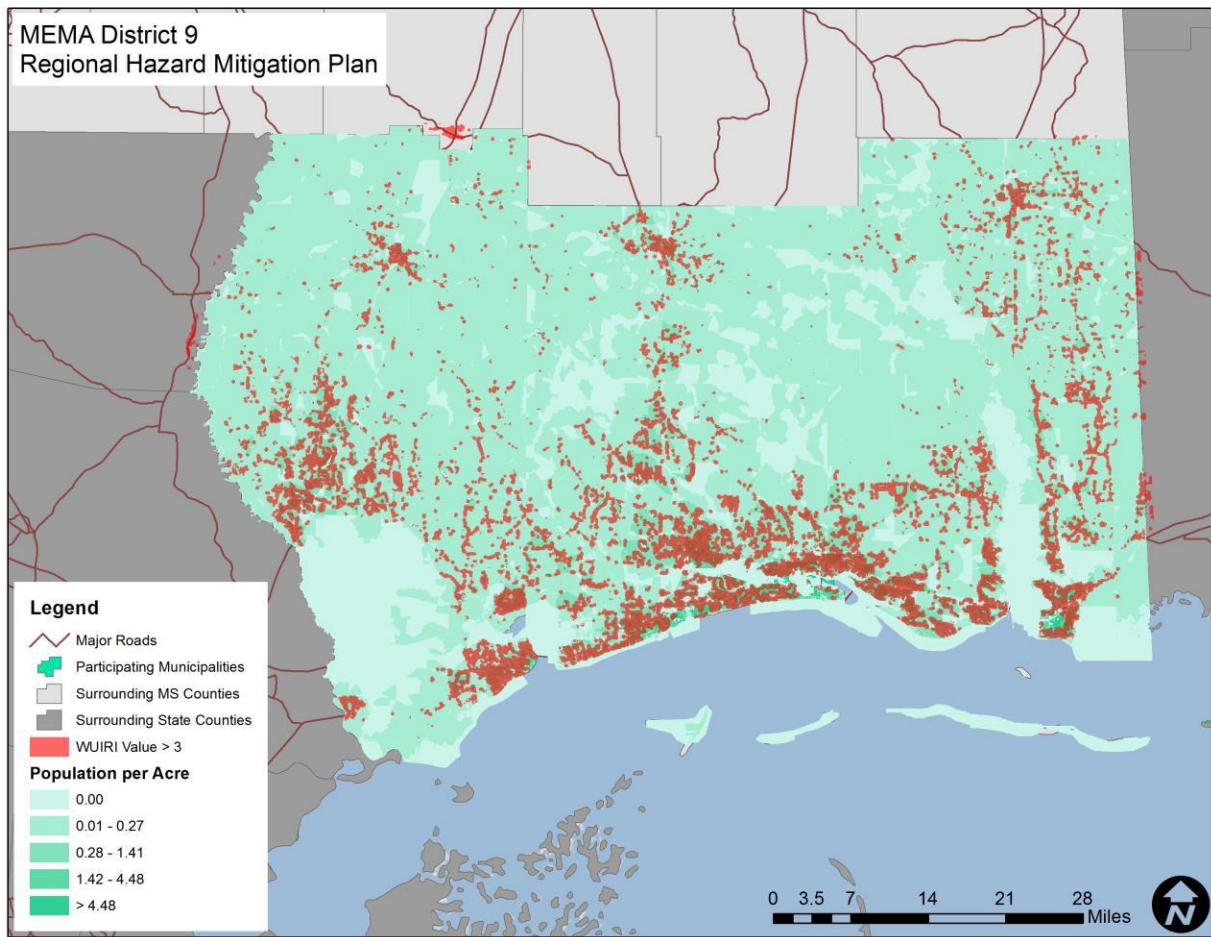 MEMA District 9
Regional Hazard Mitigation Plan
Legend
Major Roads
Participating Municipalities
Surrounding MS Counties
Surrounding State Counties
WUIRI Value > 3
Population per Acre
0.00
0.01 - 0.27
0.28 - 1.41
1.42 - 4.48
> 4.48
0 3.5 7 14 21 28
Miles
N